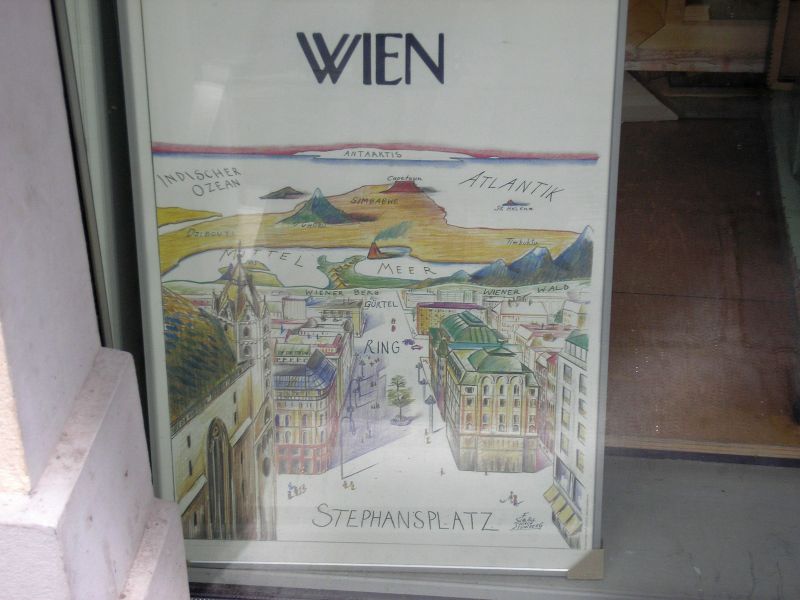 WIEN
ANTARKTIS
INDISCHER
OZEAN
Capetown
ATLANTIK
SIMBABWE
ST. HELENA
UHURU
DJIBOUTI
Timbuktu
MITTEL
MEER
WIENER BERG
WIENER WALD
GÜRTEL
RING
STEPHANSPLATZ